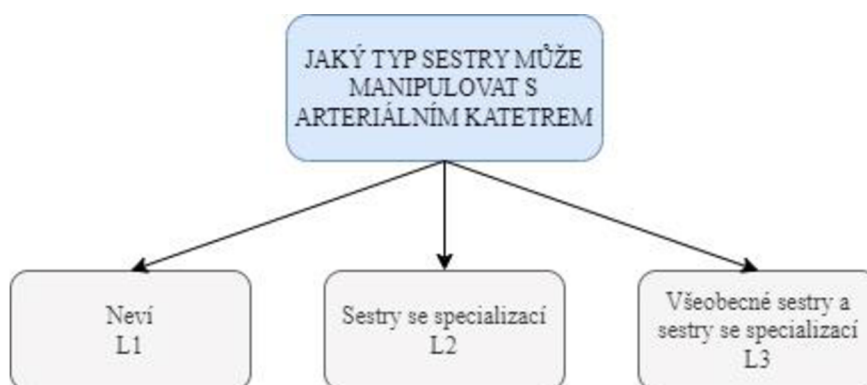 JAKÝ TYP SESTRY MŮŽE
MANIPULOVAT S
ARTERIÁLNÍM KATETREM
Neví
L1
Sestry se specializací
L2
Všeobecné sestry a
sestry se specializací
L3